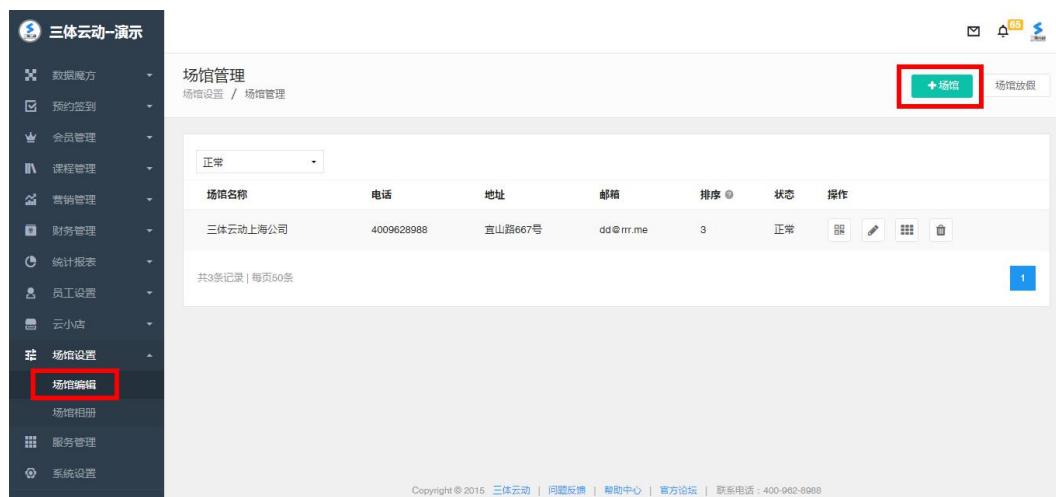 三体云动--演示
65
数据魔方
预约签到
会员管理
课程管理
营销管理
财务管理
统计报表
员工设置
云小店
场馆设置
场馆编辑
场馆相册
服务管理
系统设置
场馆管理
场馆设置 / 场馆管理
+场馆 场馆放假
正常
场馆名称 电话 地址 邮箱 排序 状态 操作
三体云动上海公司 4009628988 宜山路667号 dd@rrr.me 3 正常
共3条记录 | 每页50条
1
Copyright © 2015 三体云动 | 问题反馈 | 帮助中心 | 官方论坛 | 联系电话：400-962-8988